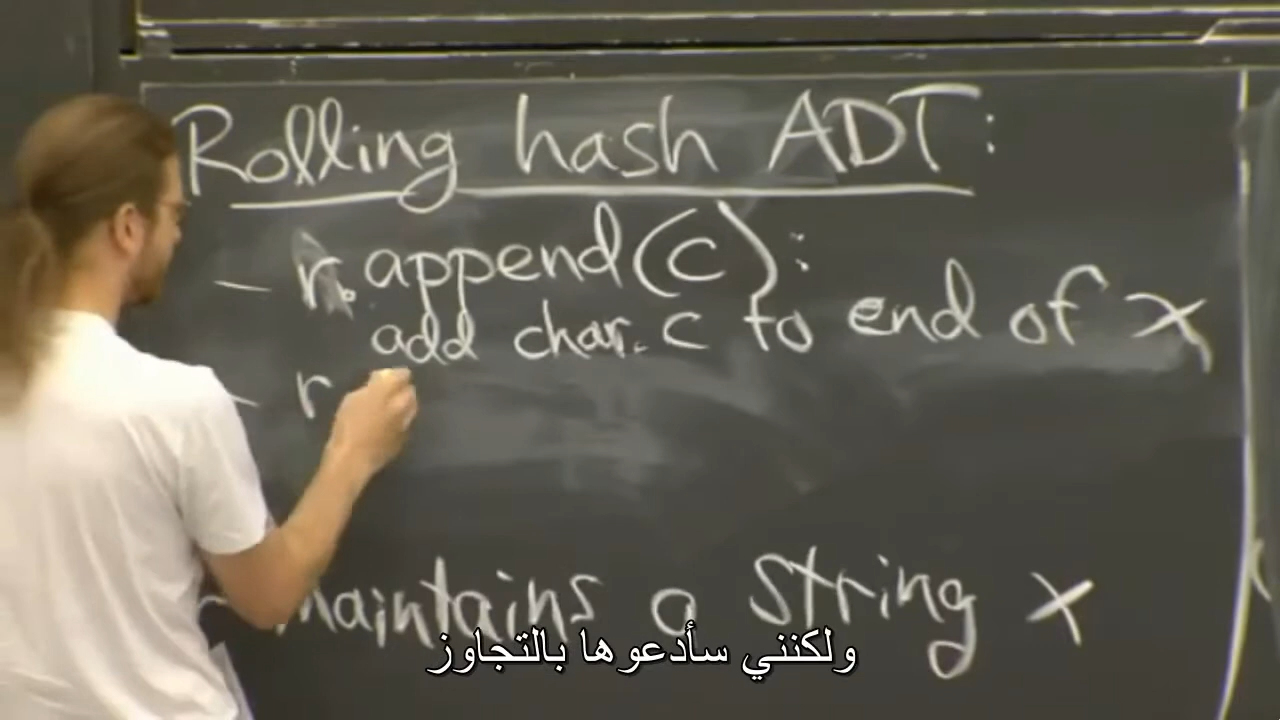 Rolling hash ADT:
- r.append(c):
add char. c to end of x
- r
- maintains a string x
ولكنني سأدعوها بالتجاوز